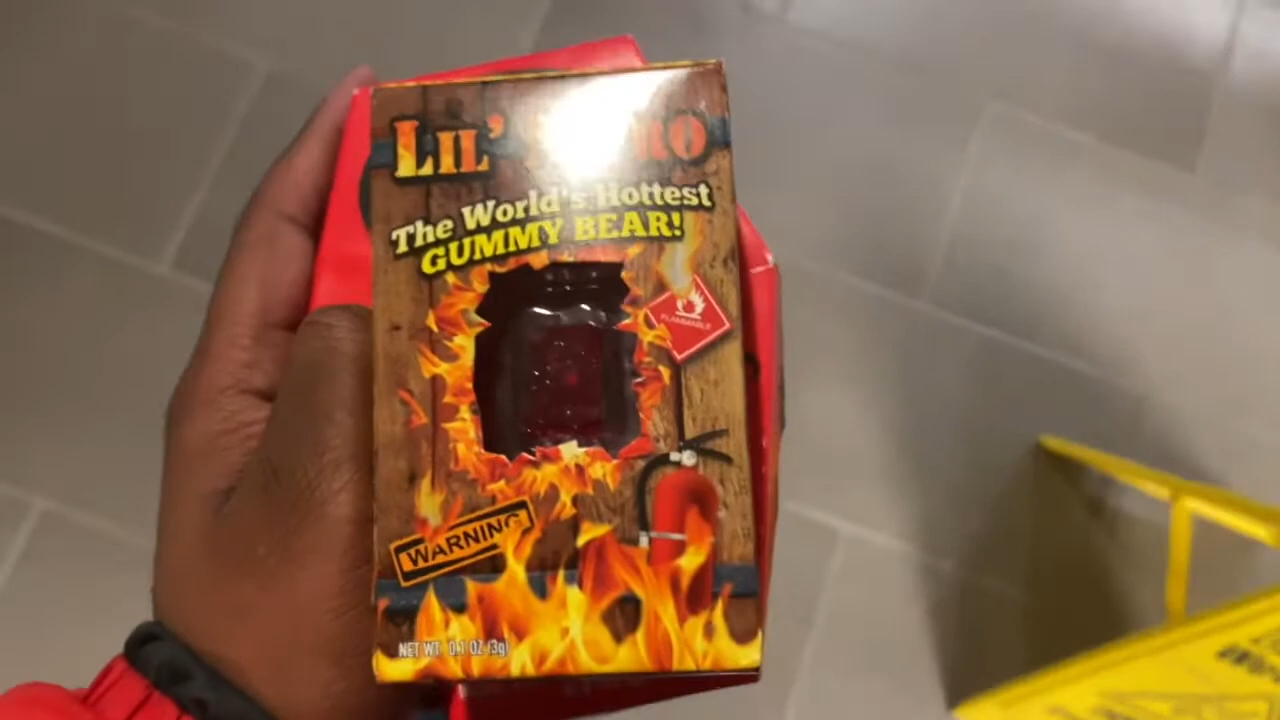 LIL'
The World's Hottest
GUMMY BEAR!
FLAMMABLE
WARNING
NET WT. 0.1 OZ (3g)